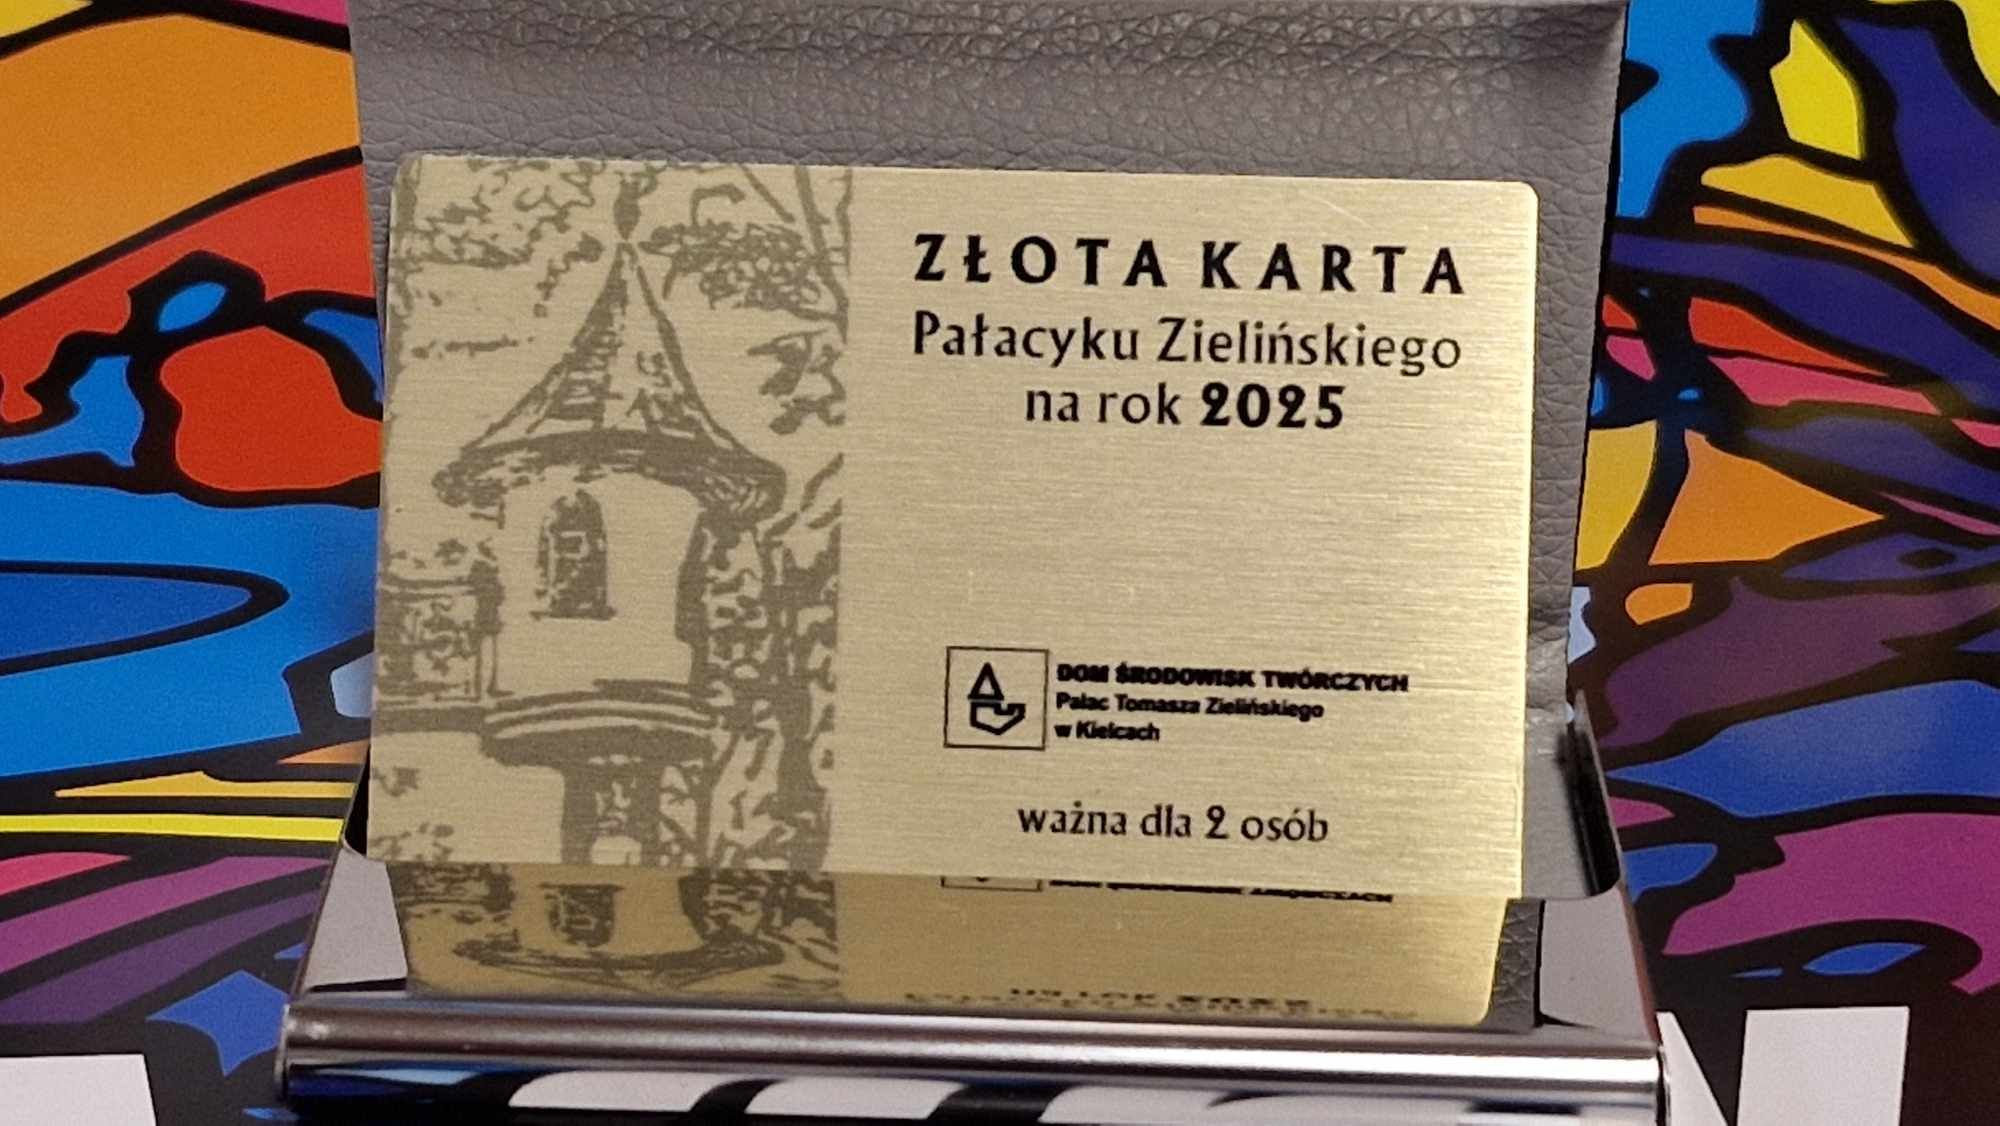 ZŁOTA KARTA
Pałacyku Zielińskiego
na rok 2025
DOM ŚRODOWISK TWÓRCZYCH
Pałac Tomasza Zielińskiego
w Kielcach
ważna dla 2 osób